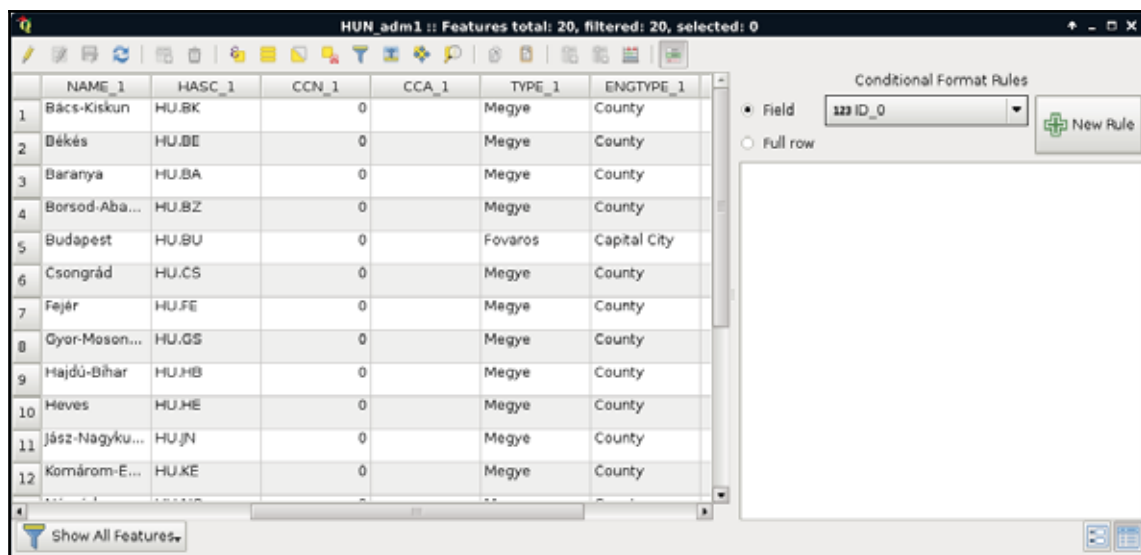 HUN_adm1 :: Features total: 20, filtered: 20, selected: 0
NAME_1 HASC_1 CCN_1 CCA_1 TYPE_1 ENGTYPE_1
1 Bács-Kiskun HU.BK 0 Megye County
2 Békés HU.BE 0 Megye County
3 Baranya HU.BA 0 Megye County
4 Borsod-Aba... HU.BZ 0 Megye County
5 Budapest HU.BU 0 Fovaros Capital City
6 Csongrád HU.CS 0 Megye County
7 Fejér HU.FE 0 Megye County
8 Gyor-Moson... HU.GS 0 Megye County
9 Hajdú-Bihar HU.HB 0 Megye County
10 Heves HU.HE 0 Megye County
11 Jász-Nagyku... HU.JN 0 Megye County
12 Komárom-E... HU.KE 0 Megye County
Show All Features
Conditional Format Rules
Field 123 ID_0 New Rule
Full row